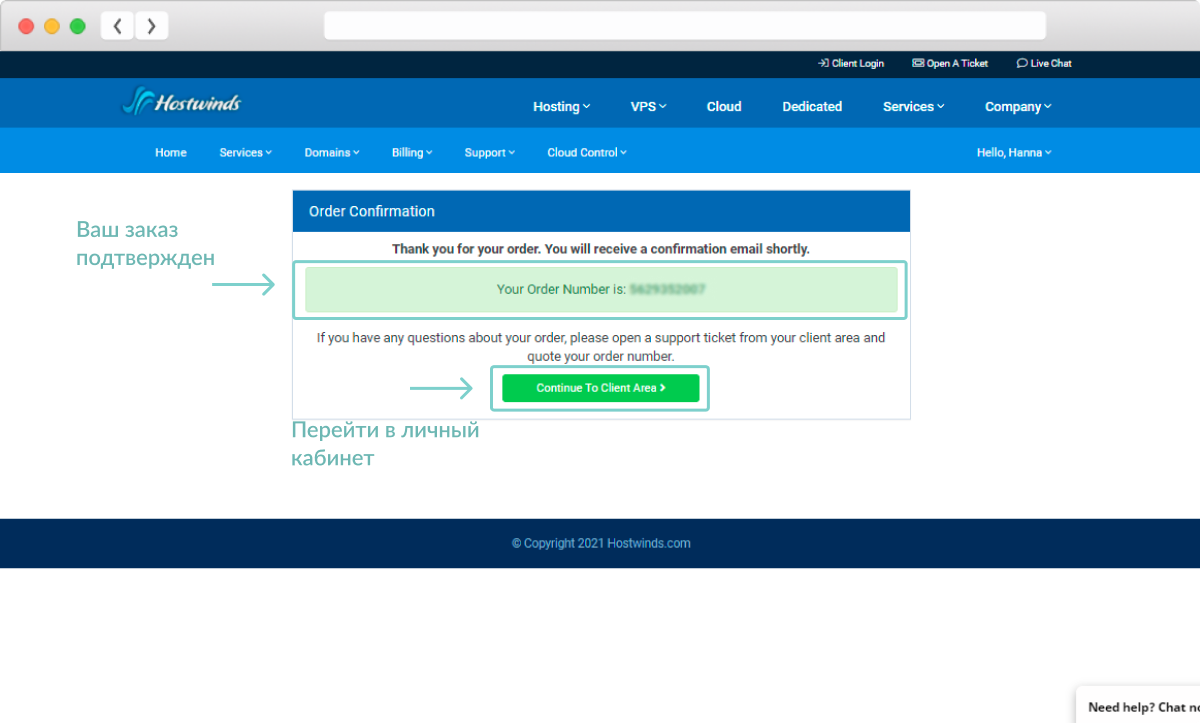 Client Login Open A Ticket Live Chat
Hostwinds
Hosting VPS Cloud Dedicated Services Company
Home Services Domains Billing Support Cloud Control Hello, Hanna
Order Confirmation
Ваш заказ
подтвержден
Thank you for your order. You will receive a confirmation email shortly.
Your Order Number is:
If you have any questions about your order, please open a support ticket from your client area and
quote your order number.
Continue To Client Area
Перейти в личный
кабинет
© Copyright 2021 Hostwinds.com
Need help? Chat